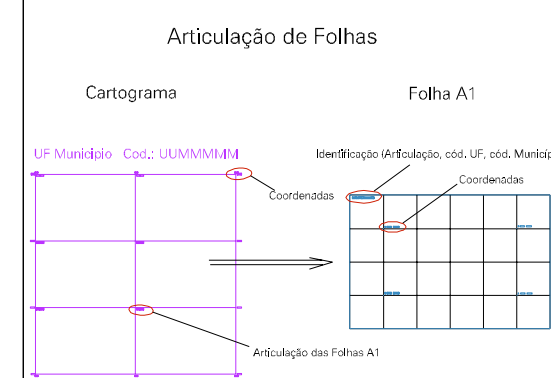 Articulação de Folhas
Cartograma
Folha A1
UF Municipio Cod.: UUMMMMM
Identificação (Articulação, cód. UF, cód. Municíp
Coordenadas
Coordenadas
Articulação das Folhas A1